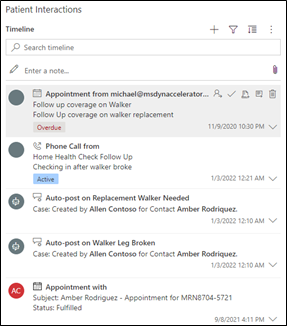 Patient Interactions
Timeline
Search timeline
Enter a note...
Appointment from michael@msdynaccelerator...
Follow up coverage on Walker
Follow Up coverage on walker replacement
Overdue
11/9/2020 10:30 PM
Phone Call from
Home Health Check Follow Up
Checking in after walker broke
Active
1/3/2022 12:21 AM
Auto-post on Replacement Walker Needed
Case: Created by Allen Contoso for Contact Amber Rodriquez.
1/3/2022 12:10 AM
Auto-post on Walker Leg Broken
Case: Created by Allen Contoso for Contact Amber Rodriquez.
1/3/2022 12:10 AM
AC
Appointment with
Subject: Amber Rodriguez - Appointment for MRN8704-5721
Status: Fulfilled
9/8/2021 4:11 PM